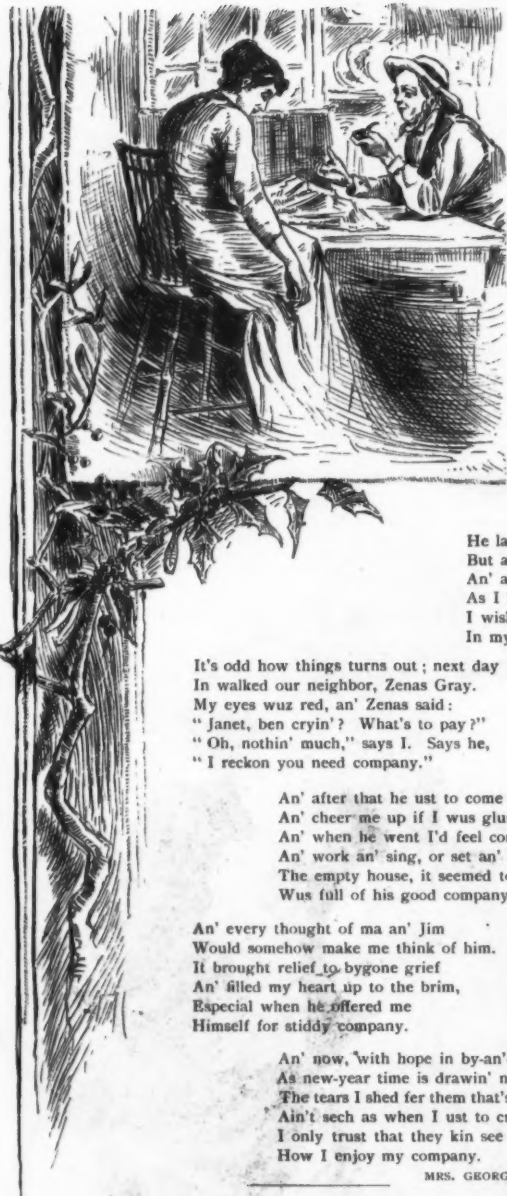 He la
But a
An' a
As I
I wis
In my
It's odd how things turns out ; next day
In walked our neighbor, Zenas Gray.
My eyes wuz red, an' Zenas said :
" Janet, ben cryin' ? What's to pay ?"
" Oh, nothin' much," says I. Says he,
" I reckon you need company."
An' after that he ust to come
An' cheer me up if I wus glu
An' when he went I'd feel con
An' work an' sing, or set an'
The empty house, it seemed to
Wus full of his good company
An' every thought of ma an' Jim
Would somehow make me think of him.
It brought relief to bygone grief
An' filled my heart up to the brim,
Especial when he offered me
Himself for stiddy company.
An' now, with hope in by-an'
As new-year time is drawin' n
The tears I shed fer them that's
Ain't sech as when I ust to cr
I only trust that they kin see
How I enjoy my company.
MRS. GEORG